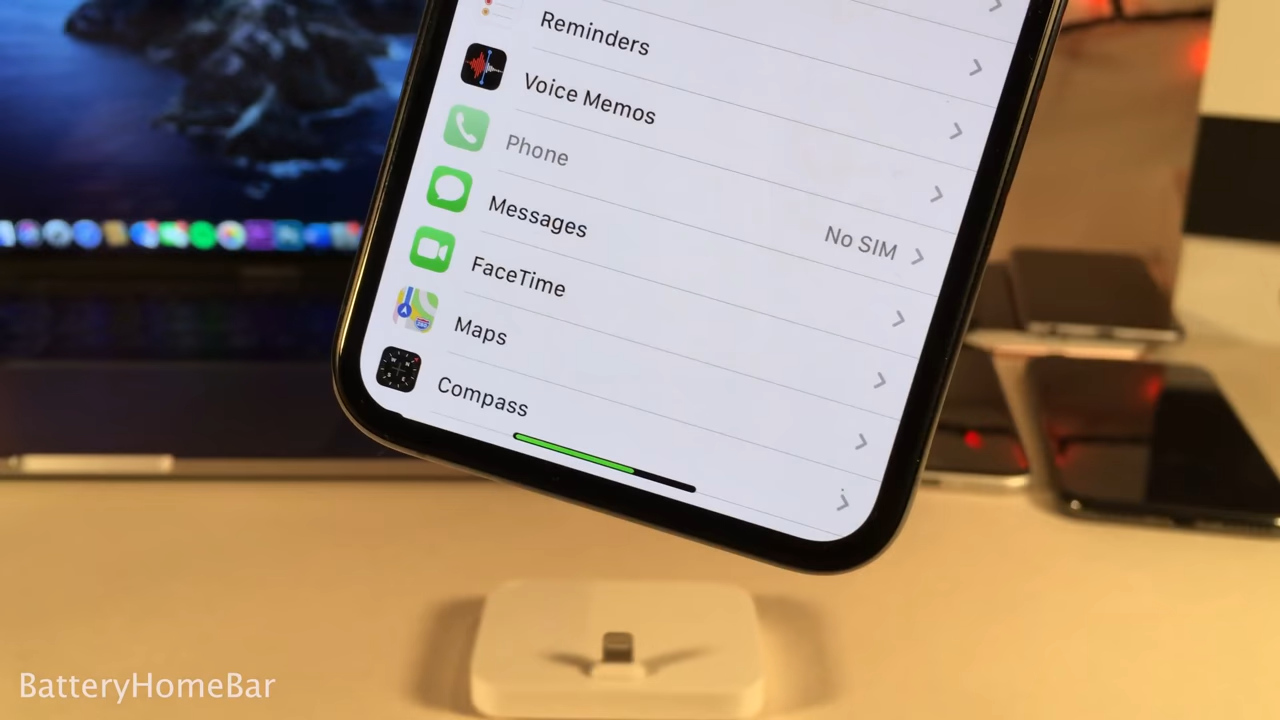 Reminders
Voice Memos
Phone
No SIM
Messages
FaceTime
Maps
Compass
BatteryHomeBar